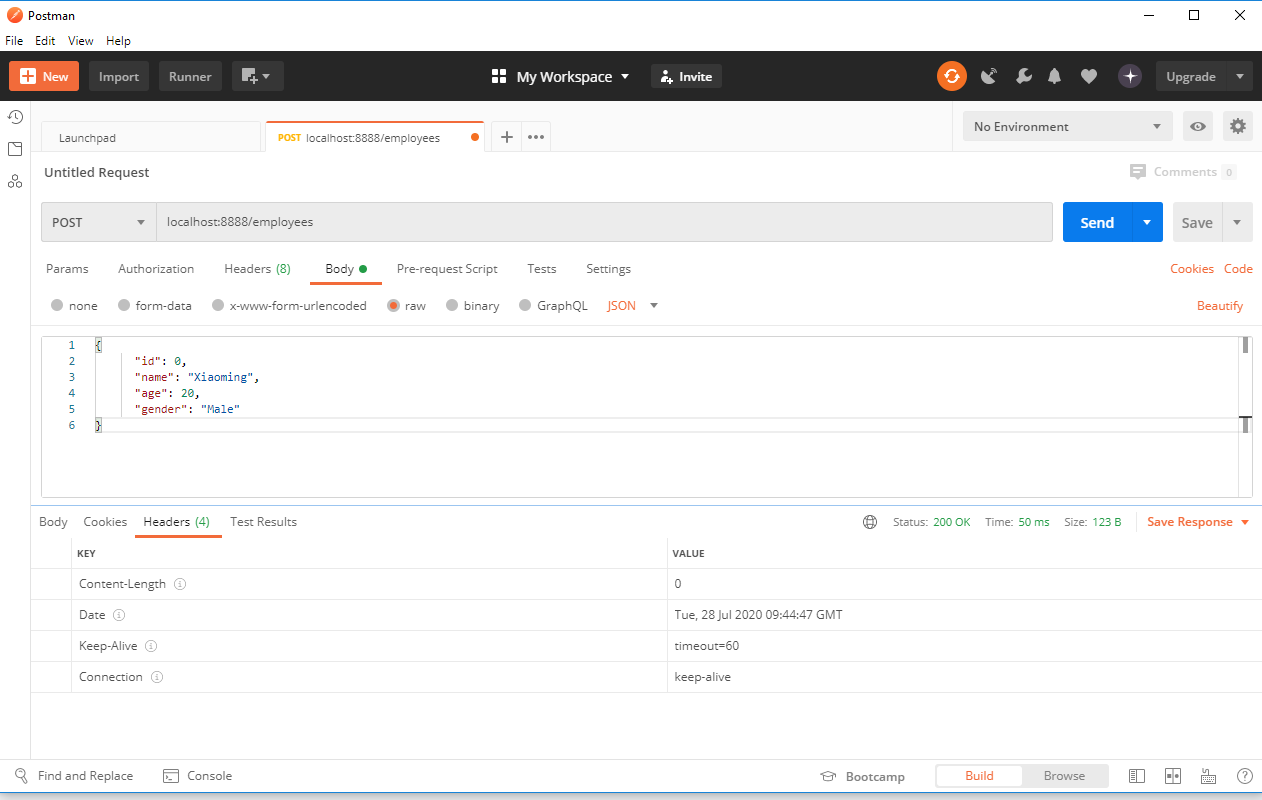 Postman
File Edit View Help
New Import Runner My Workspace Invite Upgrade
Launchpad POST localhost:8888/employees No Environment
Untitled Request Comments 0
POST localhost:8888/employees Send Save
Params Authorization Headers (8) Body Pre-request Script Tests Settings Cookies Code
none form-data x-www-form-urlencoded raw binary GraphQL JSON Beautify
1 {
2 "id": 0,
3 "name": "Xiaoming",
4 "age": 20,
5 "gender": "Male"
6 }
Body Cookies Headers (4) Test Results Status: 200 OK Time: 50 ms Size: 123 B Save Response
KEY VALUE
Content-Length 0
Date Tue, 28 Jul 2020 09:44:47 GMT
Keep-Alive timeout=60
Connection keep-alive
Find and Replace Console Bootcamp Build Browse